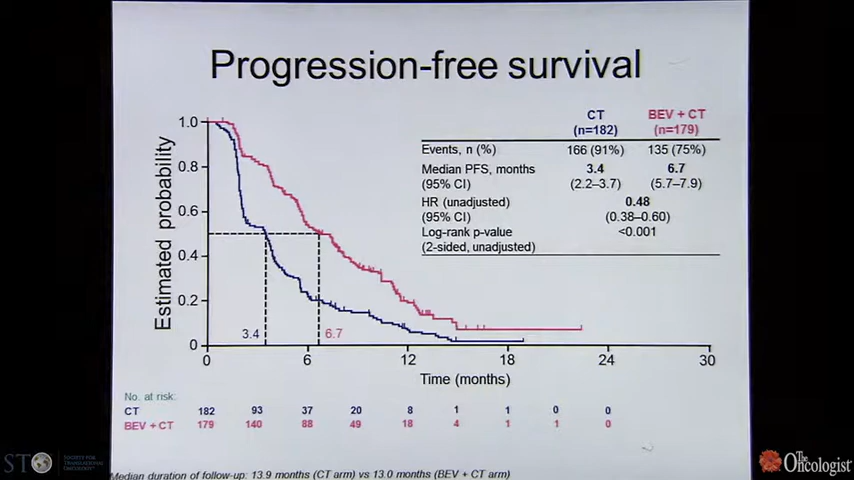 Progression-free survival
CT BEV + CT
(n=182) (n=179)
Events, n (%) 166 (91%) 135 (75%)
Median PFS, months 3.4 6.7
(95% CI) (2.2–3.7) (5.7–7.9)
HR (unadjusted) 0.48
(95% CI) (0.38–0.60)
Log-rank p-value <0.001
(2-sided, unadjusted)
Estimated probability
1.0
0.8
0.6
0.4
0.2
0
3.4 6.7
0 6 12 18 24 30
Time (months)
No. at risk:
CT 182 93 37 20 8 1 1 0 0
BEV + CT 179 140 88 49 18 4 1 1 0
Median duration of follow-up: 13.9 months (CT arm) vs 13.0 months (BEV + CT arm)
STO
SOCIETY FOR
TRANSLATIONAL
ONCOLOGY
The
Oncologist